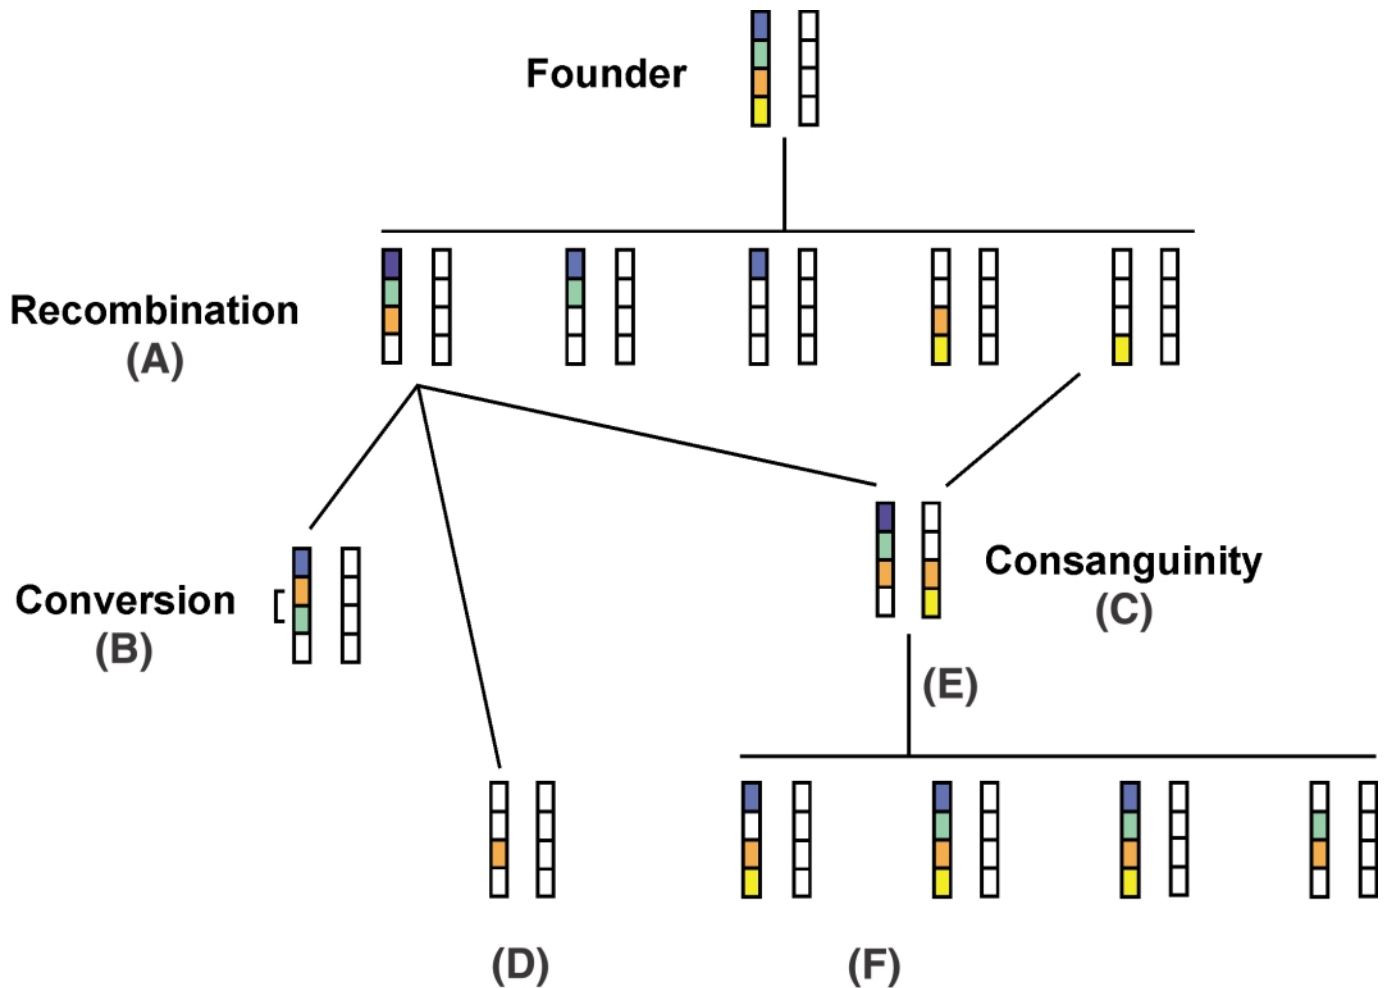 Founder
Recombination
(A)
Conversion
(B)
Consanguinity
(C)
(E)
(D)
(F)